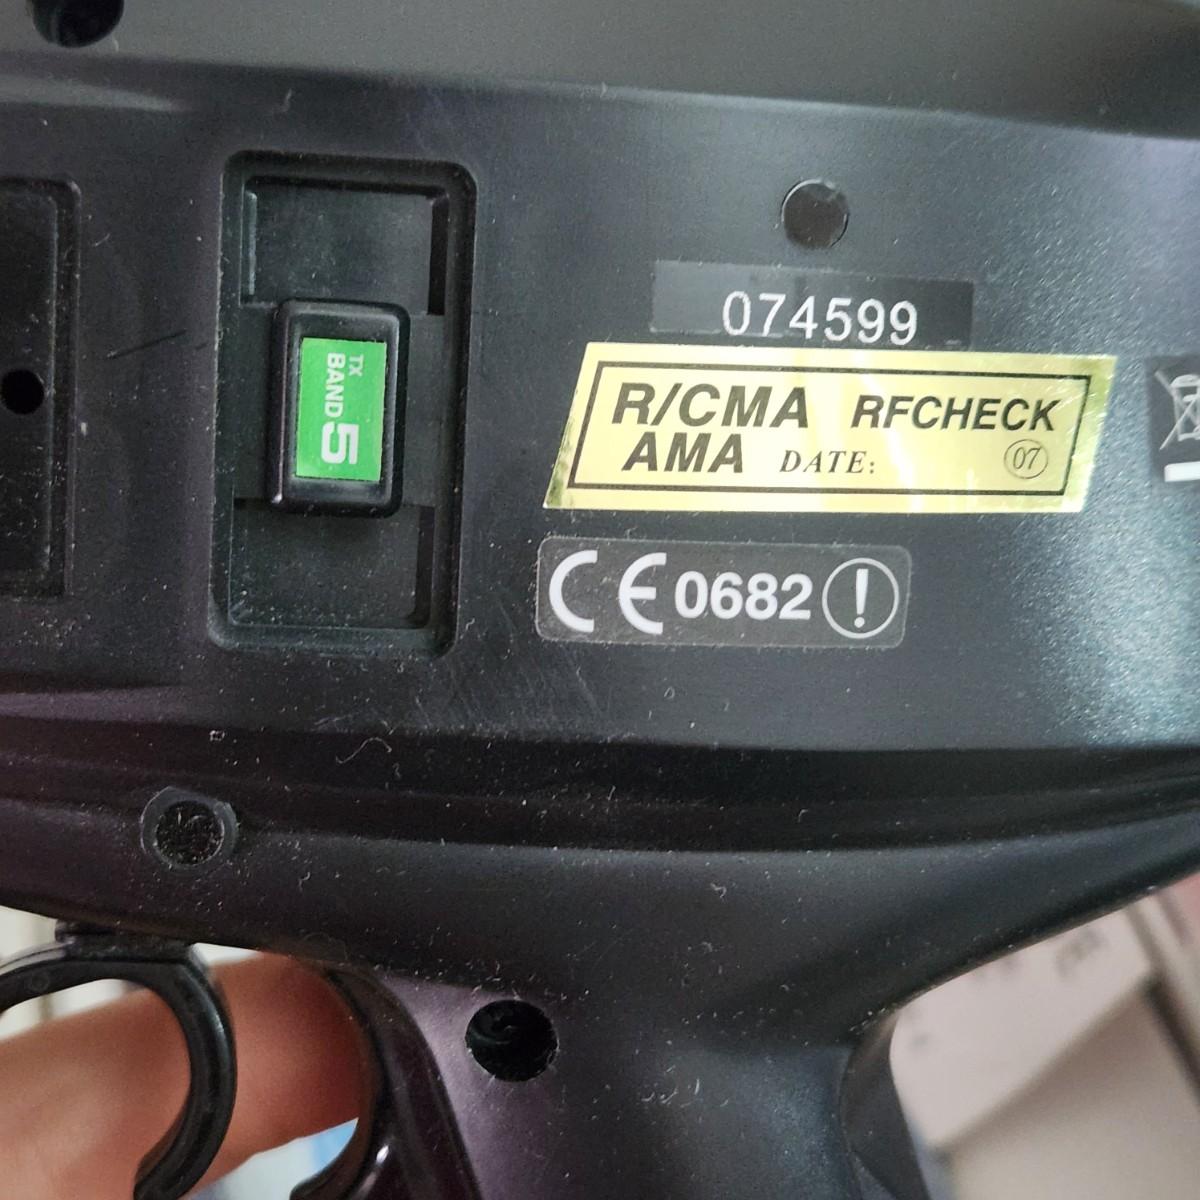 074599
R/CMA RFCHECK
AMA DATE: 07
CE 0682 !
TX
BAND 5